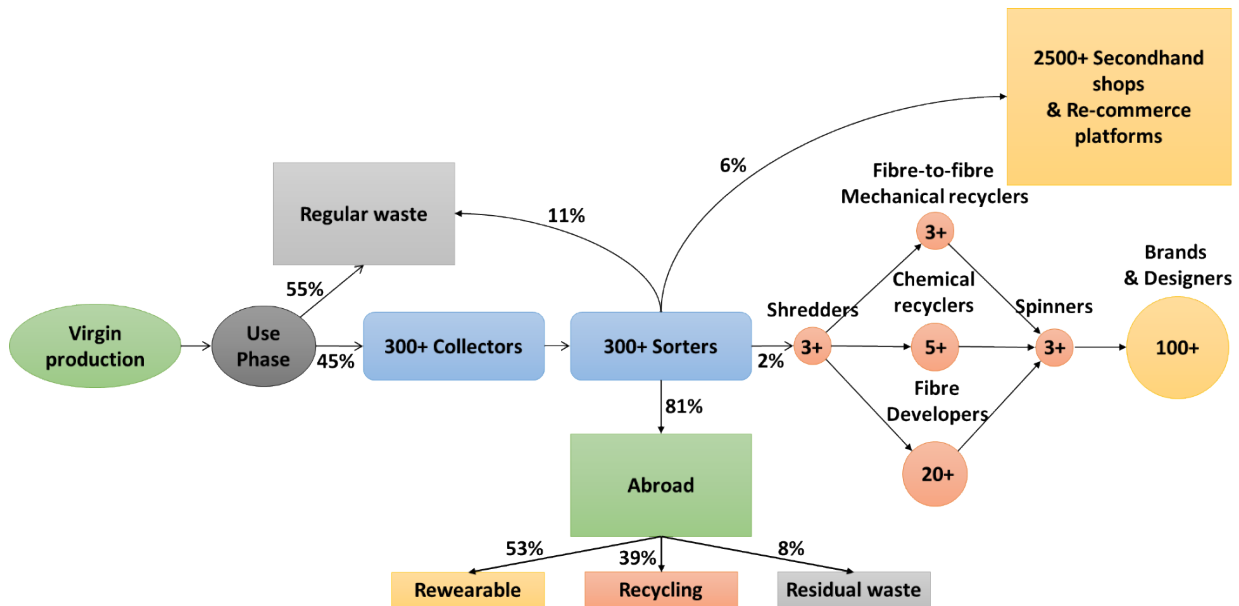 2500+ Secondhand
shops
& Re-commerce
platforms
6%
Regular waste
11%
Fibre-to-fibre
Mechanical recyclers
3+
55%
Brands
& Designers
Virgin
production
Use
Phase
45%
300+ Collectors
300+ Sorters
2%
Shredders
3+
Chemical
recyclers
5+
Spinners
3+
100+
81%
Fibre
Developers
20+
Abroad
53%
39%
8%
Rewearable
Recycling
Residual waste